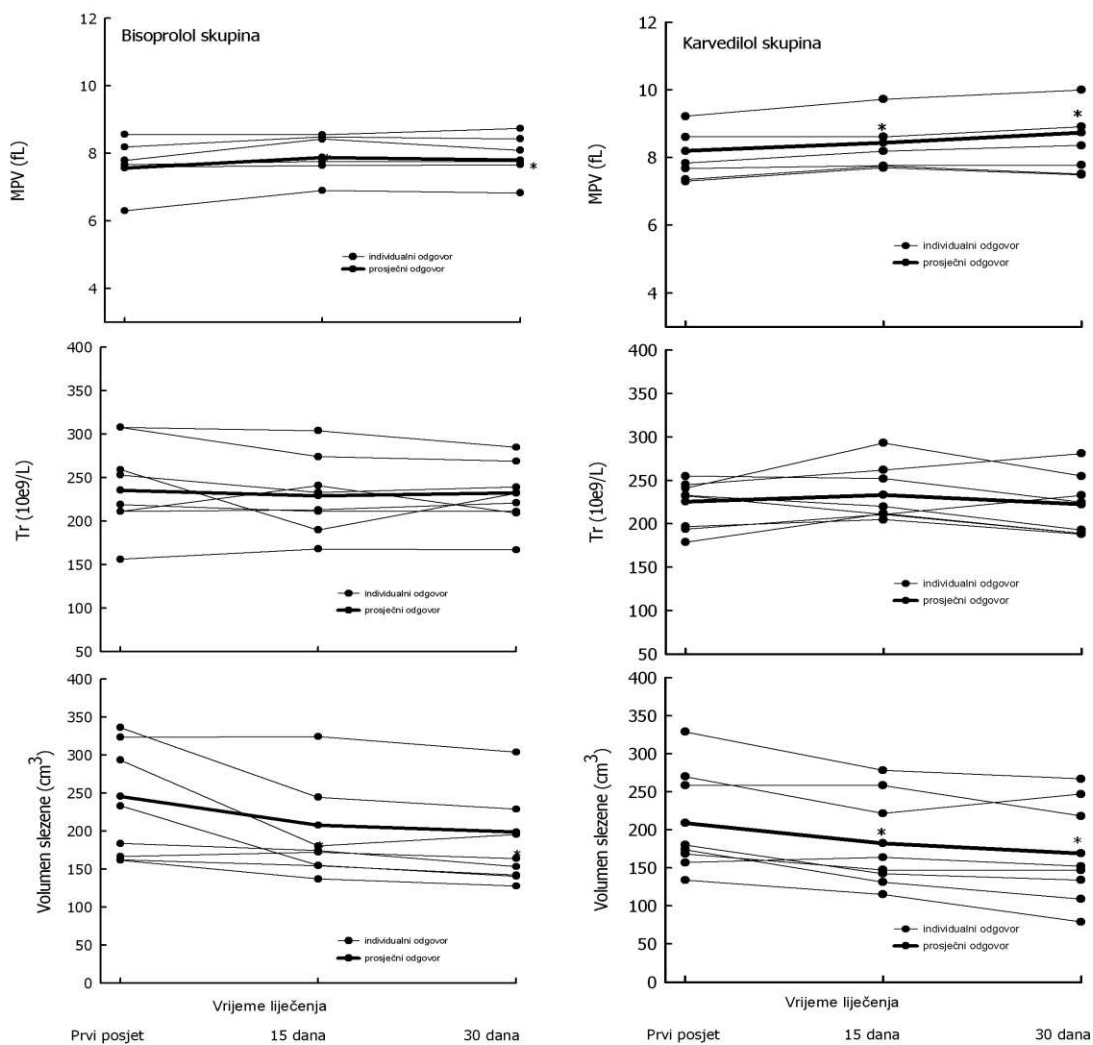 Bisoprolol skupina
MPV (fL)
12
10
8
6
4
*
*
individualni odgovor
prosječni odgovor
Karvedilol skupina
MPV (fL)
12
10
8
6
4
*
*
individualni odgovor
prosječni odgovor
Tr (10e9/L)
400
350
300
250
200
150
100
50
individualni odgovor
prosječni odgovor
Tr (10e9/L)
400
350
300
250
200
150
100
50
individualni odgovor
prosječni odgovor
Volumen slezene (cm³)
400
350
300
250
200
150
100
50
0
*
*
individualni odgovor
prosječni odgovor
Volumen slezene (cm³)
400
350
300
250
200
150
100
50
0
*
*
individualni odgovor
prosječni odgovor
Vrijeme liječenja
Prvi posjet 15 dana 30 dana
Vrijeme liječenja
Prvi posjet 15 dana 30 dana